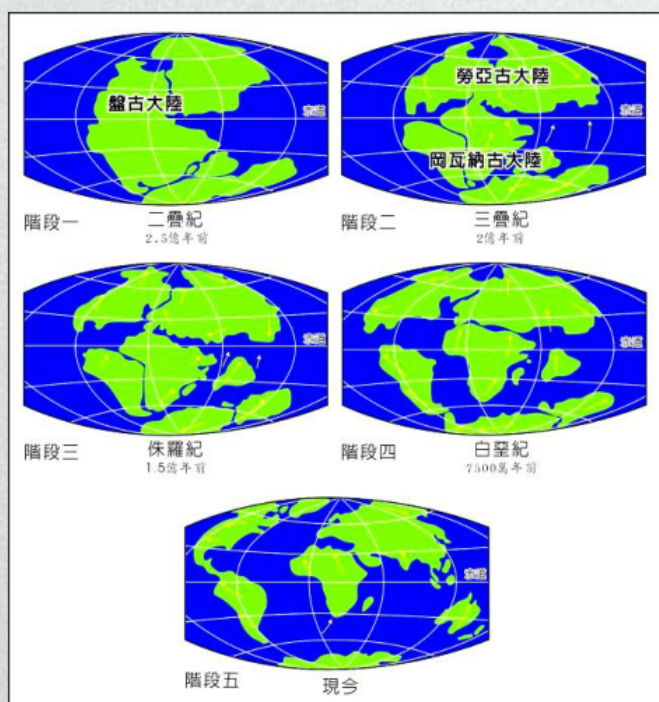 盤古大陸
赤道
階段一
二疊紀
2.5億年前
勞亞古大陸
赤道
岡瓦納古大陸
階段二
三疊紀
2億年前
赤道
階段三
侏羅紀
1.5億年前
赤道
階段四
白堊紀
7500萬年前
赤道
階段五
現今